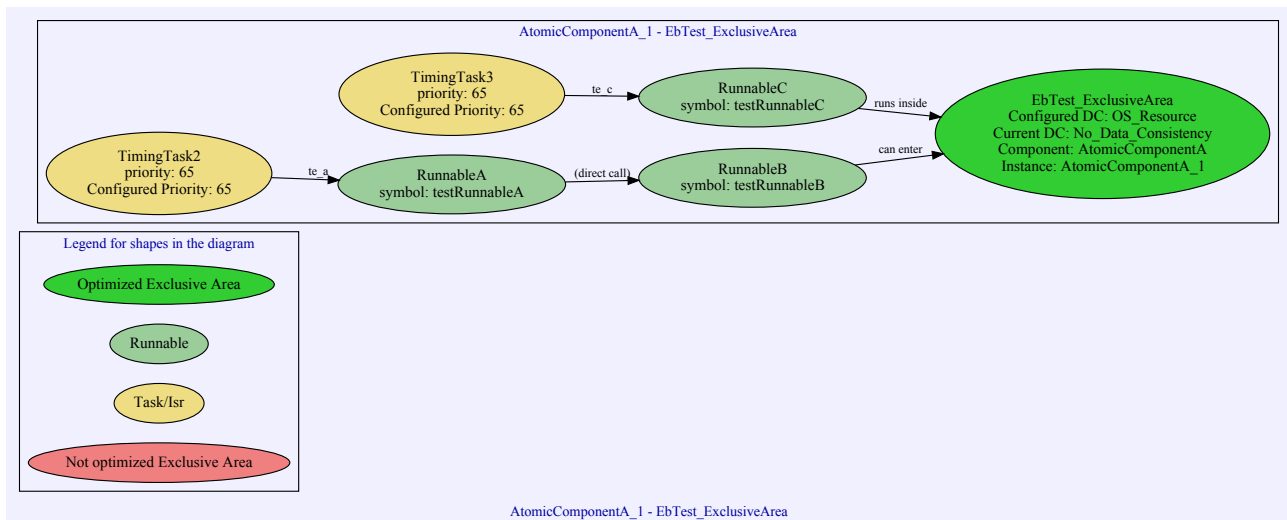 AtomicComponentA_1 - EbTest_ExclusiveArea
TimingTask3
priority: 65
Configured Priority: 65
te_c
RunnableC
symbol: testRunnableC
runs inside
EbTest_ExclusiveArea
Configured DC: OS_Resource
Current DC: No_Data_Consistency
Component: AtomicComponentA
Instance: AtomicComponentA_1
TimingTask2
priority: 65
Configured Priority: 65
te_a
RunnableA
symbol: testRunnableA
(direct call)
RunnableB
symbol: testRunnableB
can enter
Legend for shapes in the diagram
Optimized Exclusive Area
Runnable
Task/Isr
Not optimized Exclusive Area
AtomicComponentA_1 - EbTest_ExclusiveArea